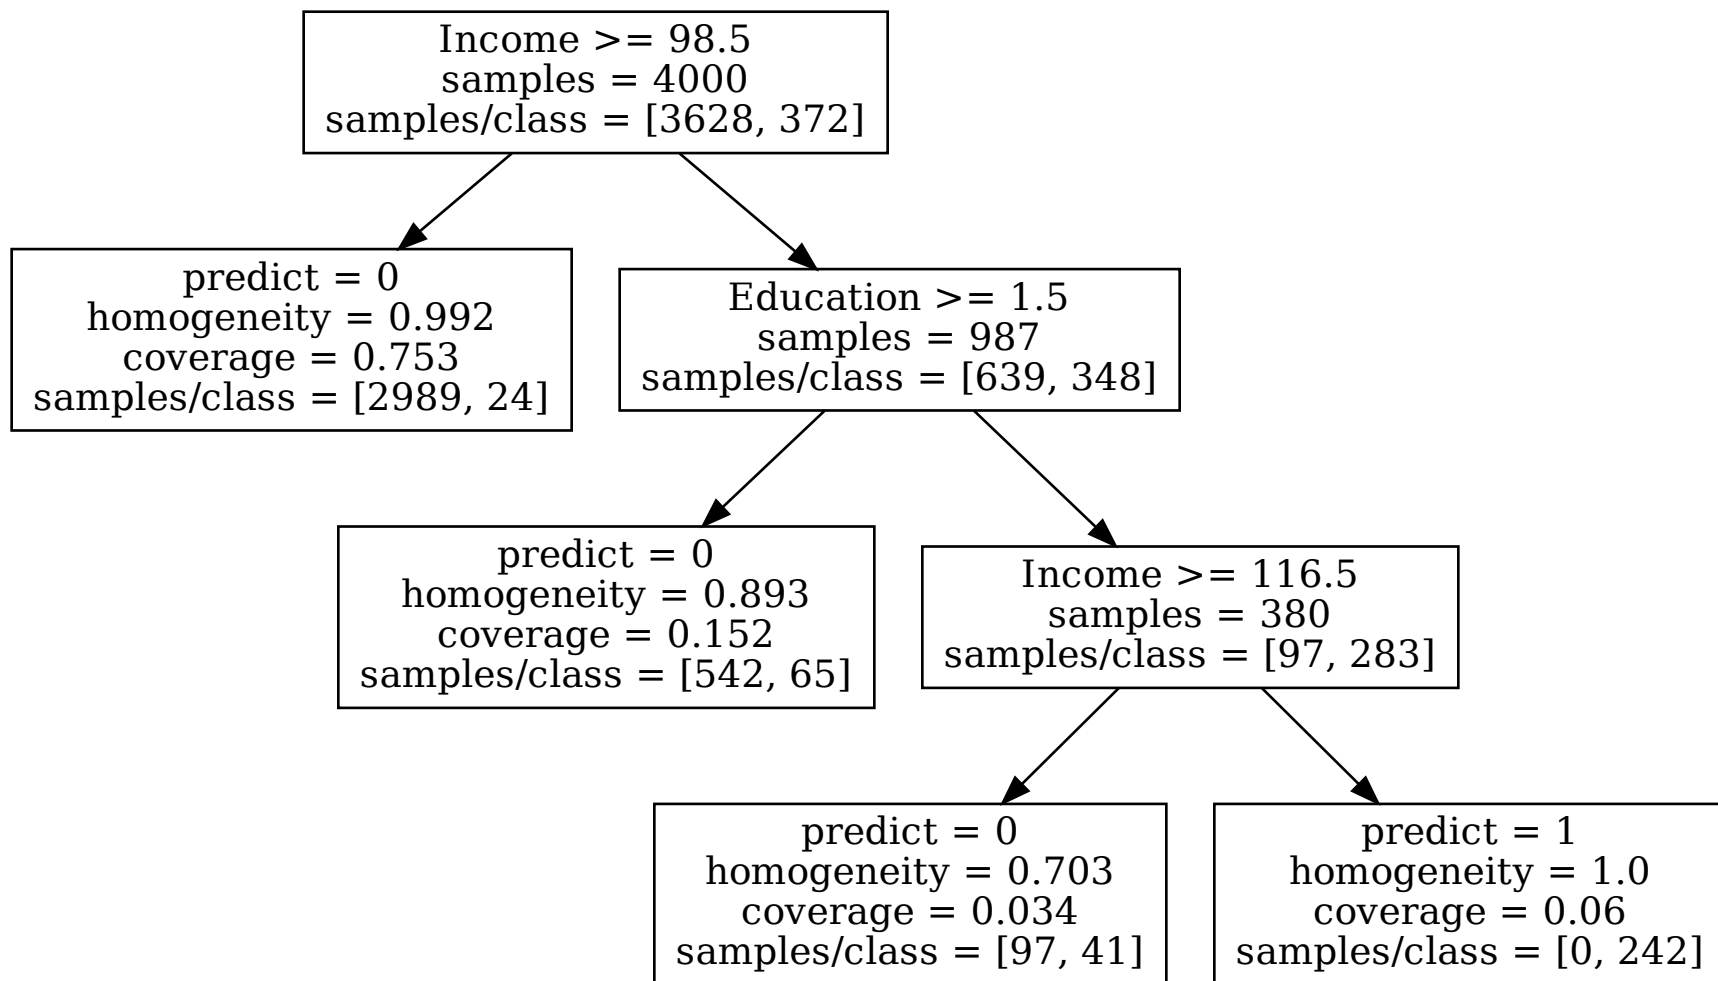 Income >= 98.5
samples = 4000
samples/class = [3628, 372]
predict = 0
homogeneity = 0.992
coverage = 0.753
samples/class = [2989, 24]
Education >= 1.5
samples = 987
samples/class = [639, 348]
predict = 0
homogeneity = 0.893
coverage = 0.152
samples/class = [542, 65]
Income >= 116.5
samples = 380
samples/class = [97, 283]
predict = 0
homogeneity = 0.703
coverage = 0.034
samples/class = [97, 41]
predict = 1
homogeneity = 1.0
coverage = 0.06
samples/class = [0, 242]